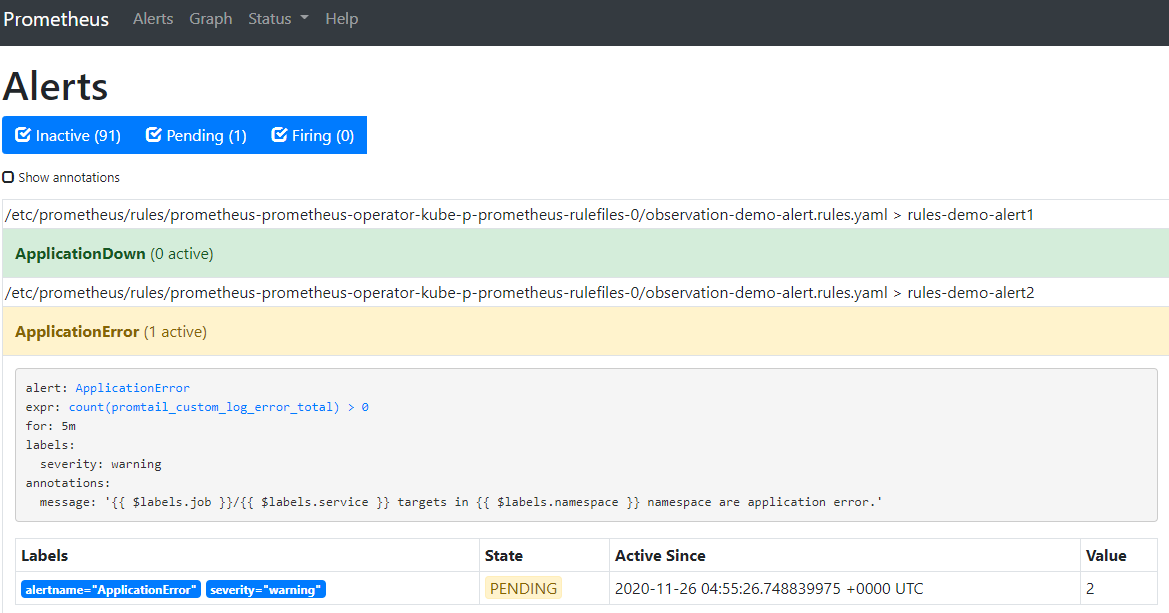 Prometheus Alerts Graph Status Help
Alerts
Inactive (91) Pending (1) Firing (0)
Show annotations
/etc/prometheus/rules/prometheus-prometheus-operator-kube-p-prometheus-rulefiles-0/observation-demo-alert.rules.yaml > rules-demo-alert1
ApplicationDown (0 active)
/etc/prometheus/rules/prometheus-prometheus-operator-kube-p-prometheus-rulefiles-0/observation-demo-alert.rules.yaml > rules-demo-alert2
ApplicationError (1 active)
alert: ApplicationError
expr: count(promtail_custom_log_error_total) > 0
for: 5m
labels:
  severity: warning
annotations:
  message: '{{ $labels.job }}/{{ $labels.service }} targets in {{ $labels.namespace }} namespace are application error.'
Labels State Active Since Value
alertname="ApplicationError" severity="warning" PENDING 2020-11-26 04:55:26.748839975 +0000 UTC 2